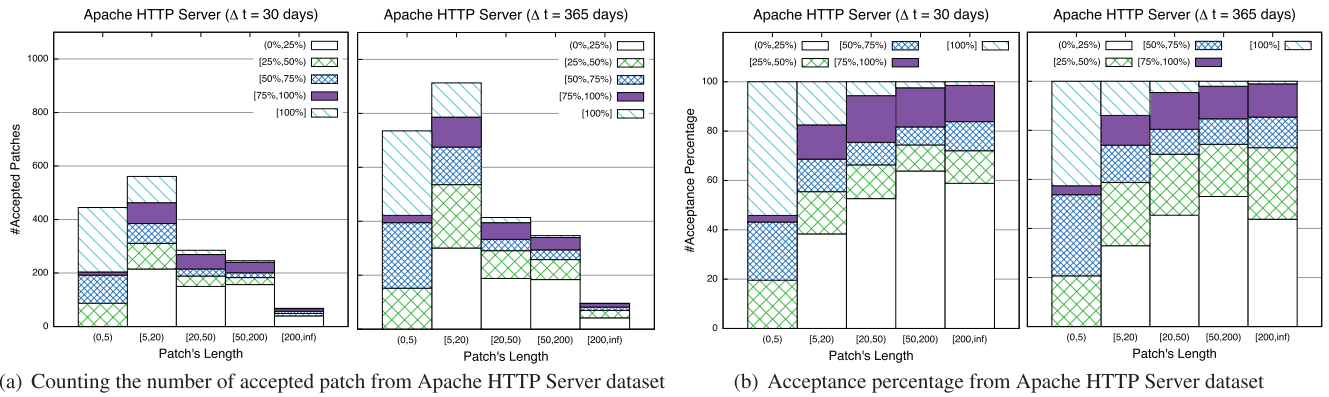 Apache HTTP Server (Δ t = 30 days)
#Accepted Patches
1000
800
600
400
200
0
(0%,25%)
[25%,50%)
[50%,75%)
[75%,100%)
[100%]
(0,5) [5,20) [20,50) [50,200) [200,inf)
Patch's Length
Apache HTTP Server (Δ t = 365 days)
(0%,25%)
[25%,50%)
[50%,75%)
[75%,100%)
[100%]
(0,5) [5,20) [20,50) [50,200) [200,inf)
Patch's Length
(a) Counting the number of accepted patch from Apache HTTP Server dataset
Apache HTTP Server (Δ t = 30 days)
#Acceptance Percentage
100
80
60
40
20
0
(0%,25%) [50%,75%) [100%]
[25%,50%) [75%,100%)
(0,5) [5,20) [20,50) [50,200) [200,inf)
Patch's Length
Apache HTTP Server (Δ t = 365 days)
(0%,25%) [50%,75%) [100%]
[25%,50%) [75%,100%)
(0,5) [5,20) [20,50) [50,200) [200,inf)
Patch's Length
(b) Acceptance percentage from Apache HTTP Server dataset